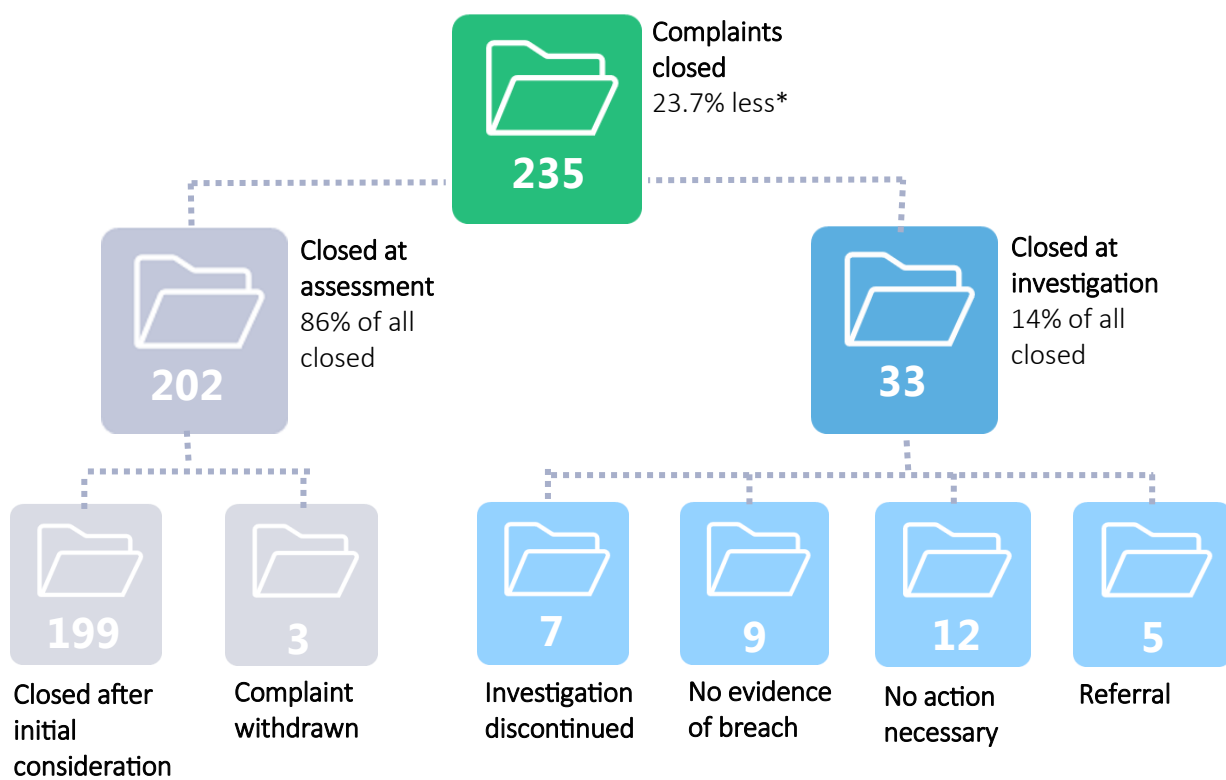 Complaints
closed
23.7% less*
235
Closed at
assessment
86% of all
closed
202
Closed at
investigation
14% of all
closed
33
199
Closed after
initial
consideration
3
Complaint
withdrawn
7
Investigation
discontinued
9
No evidence
of breach
12
No action
necessary
5
Referral